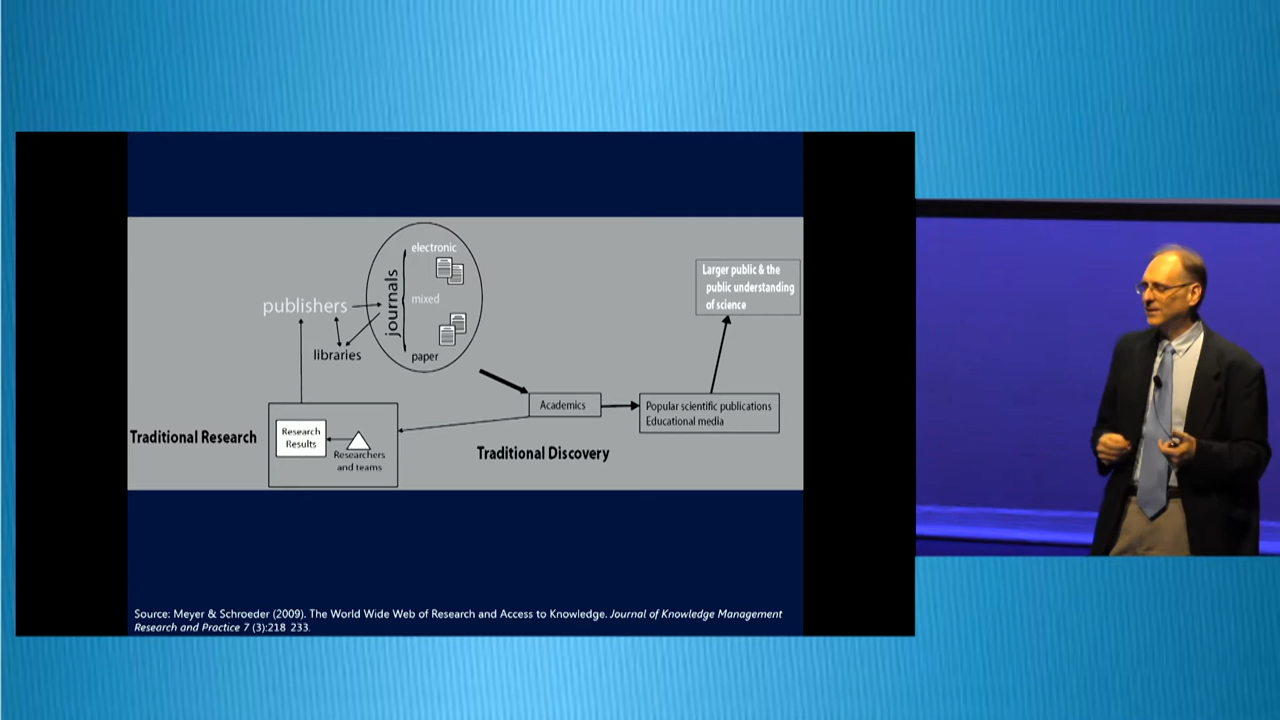 electronic
journals
mixed
paper
publishers
libraries
Larger public & the
public understanding
of science
Academics
Popular scientific publications
Educational media
Traditional Research
Research
Results
Researchers
and teams
Traditional Discovery
Source: Meyer & Schroeder (2009). The World Wide Web of Research and Access to Knowledge. Journal of Knowledge Management
Research and Practice 7 (3):218 233.